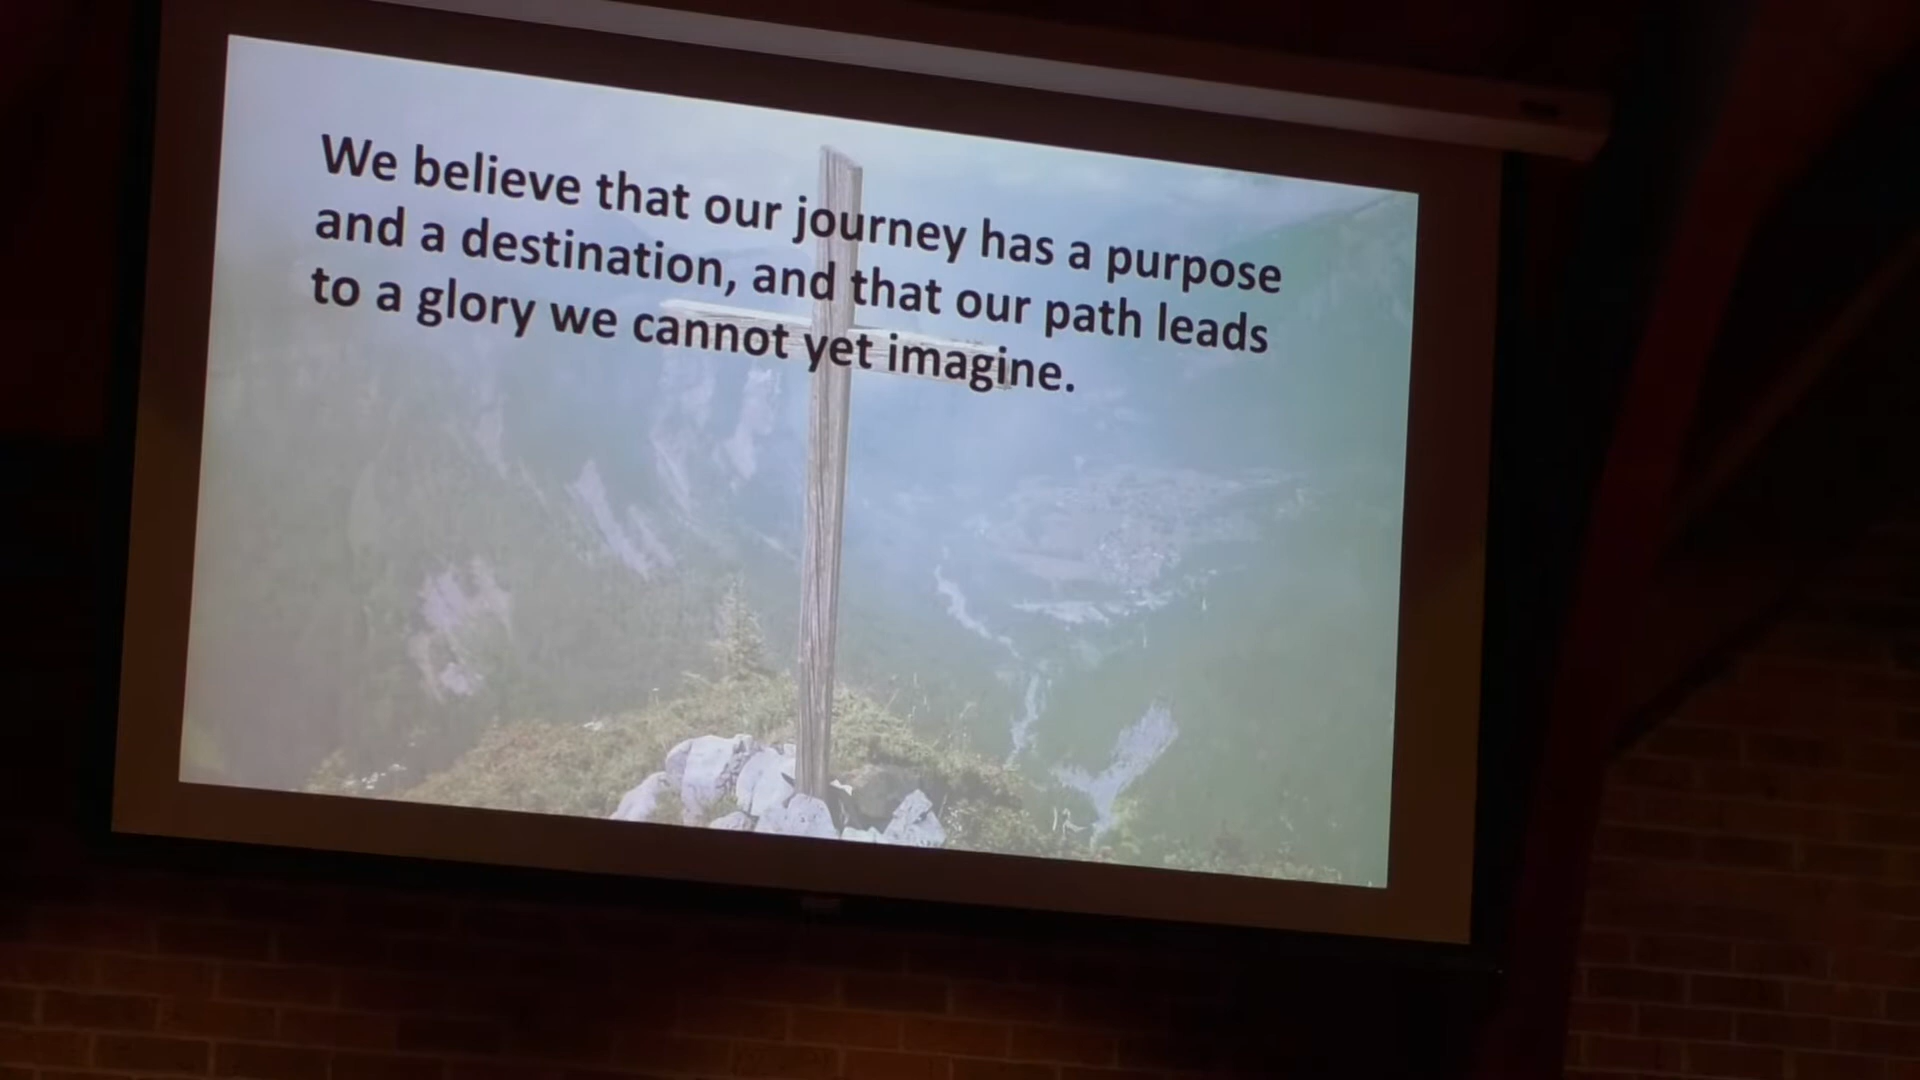 We believe that our journey has a purpose
and a destination, and that our path leads
to a glory we cannot yet imagine.